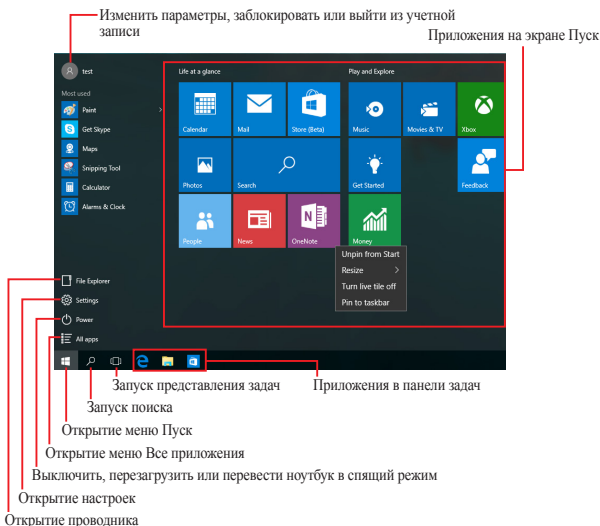 Изменить параметры, заблокировать или выйти из учетной
записи
Приложения на экране Пуск
test
Life at a glance
Play and Explore
Most used
Paint
Get Skype
Maps
Snipping Tool
Calculator
Alarms & Clock
Calendar
Mail
Store (Beta)
Music
Movies & TV
Xbox
Photos
Search
Get Started
Feedback
People
News
OneNote
Money
Unpin from Start
Resize
Turn live tile off
Pin to taskbar
File Explorer
Settings
Power
All apps
Запуск представления задач
Приложения в панели задач
Запуск поиска
Открытие меню Пуск
Открытие меню Все приложения
Выключить, перезагрузить или перевести ноутбук в спящий режим
Открытие настроек
Открытие проводника